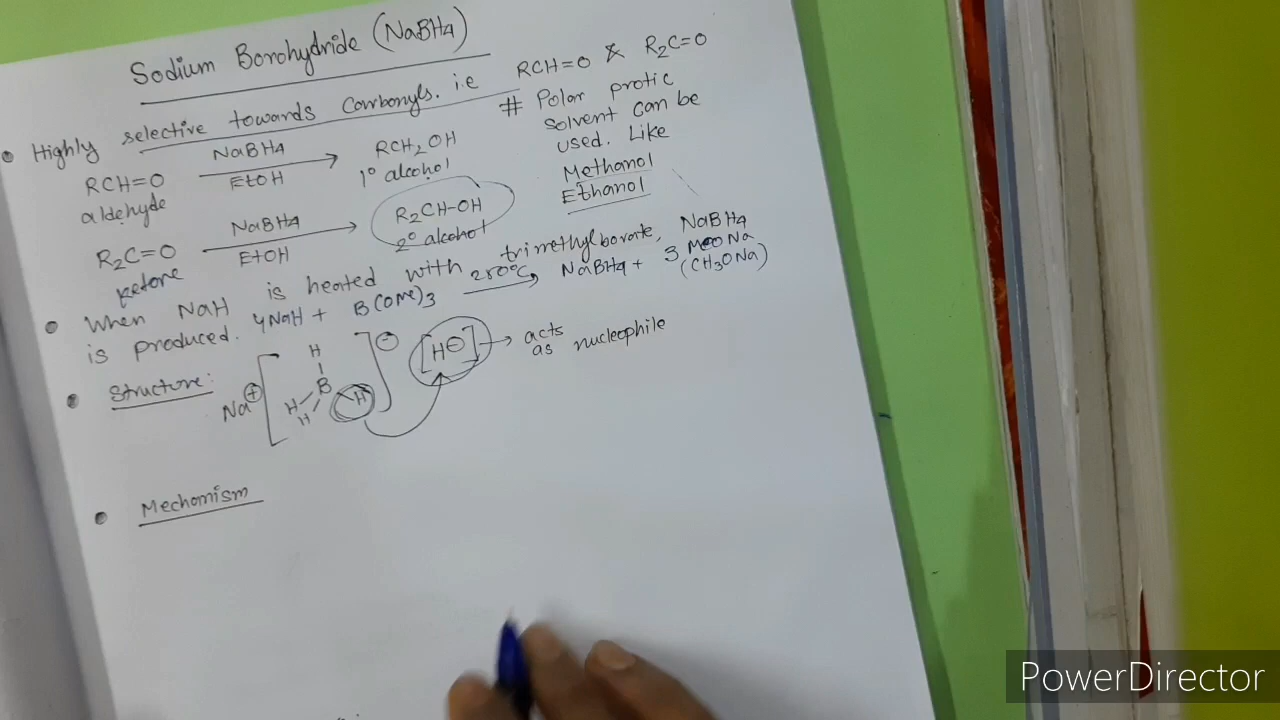 Sodium Borohydride (NaBH4)
• Highly selective towards Carbonyls. i.e RCH=O & R2C=O
RCH=O NaBH4 EtOH RCH2OH
aldehyde 1° alcohol
R2C=O NaBH4 EtOH R2CH-OH
ketone 2° alcohol
# Polar protic
solvent can be
used. Like
Methanol
Ethanol
• When NaH is heated with trimethylborate, NaBH4
is produced. 4NaH + B(OMe)3 250°C NaBH4 + 3 MeONa
(CH3ONa)
• Structure: Na⊕ [ H B H H H ]⊖ [H⊖] → acts
as nucleophile
• Mechanism
PowerDirector